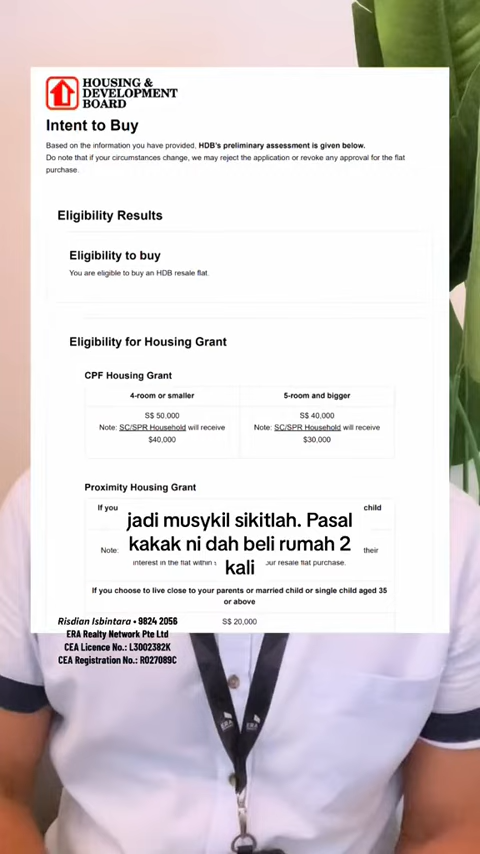 HOUSING &
DEVELOPMENT
BOARD
Intent to Buy
Based on the information you have provided, HDB's preliminary assessment is given below.
Do note that if your circumstances change, we may reject the application or revoke any approval for the flat
purchase.
Eligibility Results
Eligibility to buy
You are eligible to buy an HDB resale flat.
Eligibility for Housing Grant
CPF Housing Grant
4-room or smaller
5-room and bigger
S$ 50,000
Note: SC/SPR Household will receive
$40,000
S$ 40,000
Note: SC/SPR Household will receive
$30,000
Proximity Housing Grant
If you
child
Note:
their
interest in the flat within
our resale flat purchase.
jadi musykil sikitlah. Pasal
kakak ni dah beli rumah 2
kali
If you choose to live close to your parents or married child or single child aged 35
or above
S$ 20,000
Risdian Isbintara • 9824 2056
ERA Realty Network Pte Ltd
CEA Licence No.: L3002382K
CEA Registration No.: R027089C
ERA
ERA